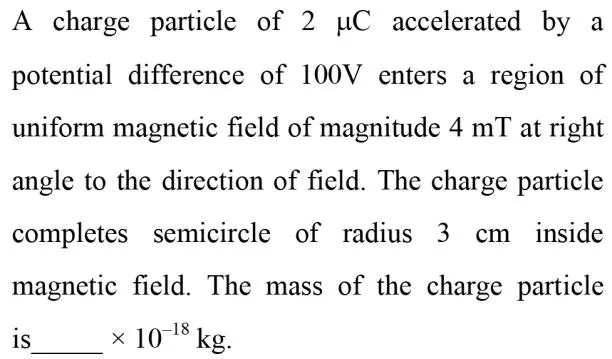 A charge particle of 2 μC accelerated by a
potential difference of 100V enters a region of
uniform magnetic field of magnitude 4 mT at right
angle to the direction of field. The charge particle
completes semicircle of radius 3 cm inside
magnetic field. The mass of the charge particle
is_____ × 10⁻¹⁸ kg.